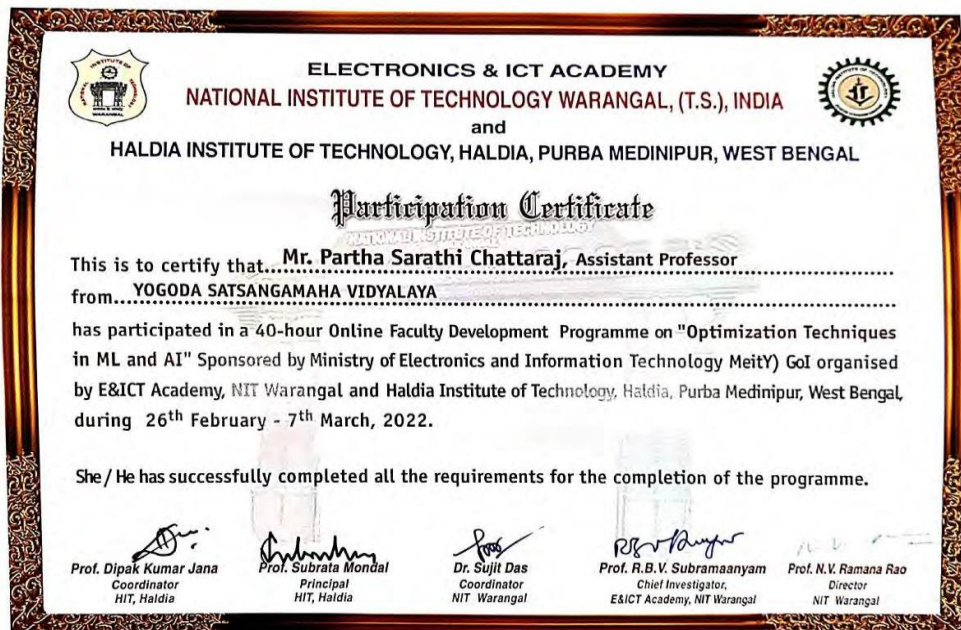 ELECTRONICS & ICT ACADEMY
NATIONAL INSTITUTE OF TECHNOLOGY WARANGAL, (T.S.), INDIA
and
HALDIA INSTITUTE OF TECHNOLOGY, HALDIA, PURBA MEDINIPUR, WEST BENGAL
Participation Certificate
NATIONAL INSTITUTE OF TECHNOLOGY
This is to certify that...Mr. Partha Sarathi Chattaraj, Assistant Professor
from....YOGODA SATSANGAMAHA VIDYALAYA
has participated in a 40-hour Online Faculty Development Programme on "Optimization Techniques
in ML and AI" Sponsored by Ministry of Electronics and Information Technology MeitY) GoI organised
by E&ICT Academy, NIT Warangal and Haldia Institute of Technology, Haldia, Purba Medinipur, West Bengal,
during 26th February - 7th March, 2022.
She / He has successfully completed all the requirements for the completion of the programme.
Prof. Dipak Kumar Jana
Coordinator
HIT, Haldia
Prof. Subrata Mondal
Principal
HIT, Haldia
Dr. Sujit Das
Coordinator
NIT Warangal
Prof. R.B.V. Subramaanyam
Chief Investigator,
E&ICT Academy, NIT Warangal
Prof. N.V. Ramana Rao
Director
NIT Warangal